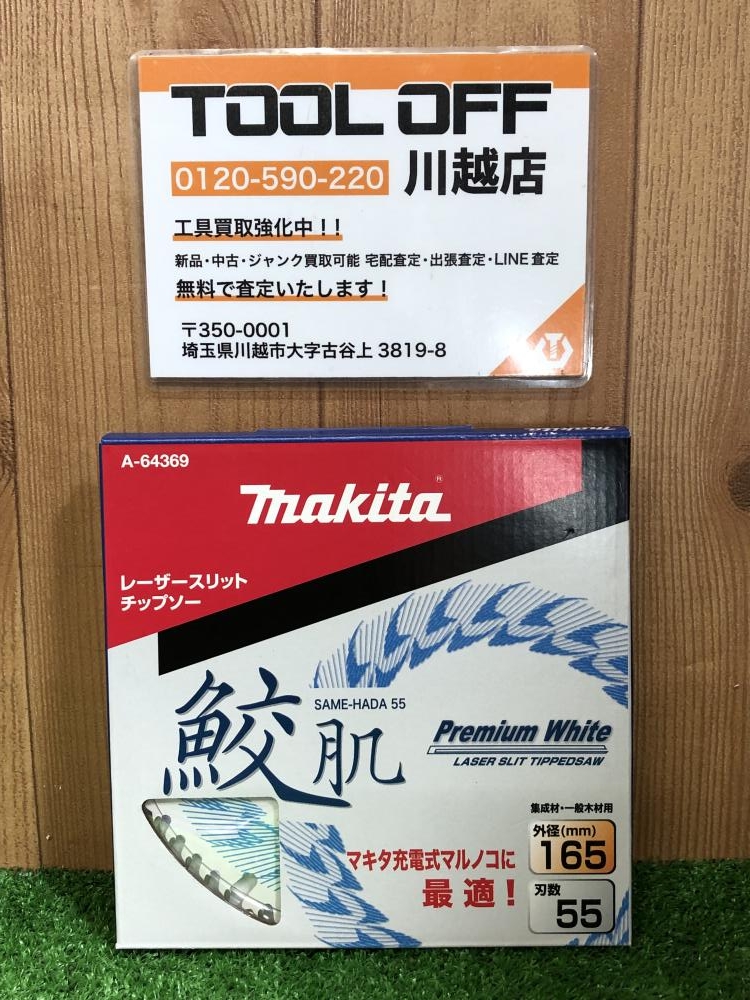 TOOL OFF
0120-590-220 川越店
工具買取強化中！！
新品・中古・ジャンク買取可能 宅配査定・出張査定・LINE査定
無料で査定いたします！
〒350-0001
埼玉県川越市大字古谷上 3819-8
makita
A-64369
makita®
レーザースリット
チップソー
鮫肌
SAME-HADA 55
Premium White
LASER SLIT TIPPEDSAW
集成材・一般木材用
外径(mm)
165
マキタ充電式マルノコに
最適！
刃数
55